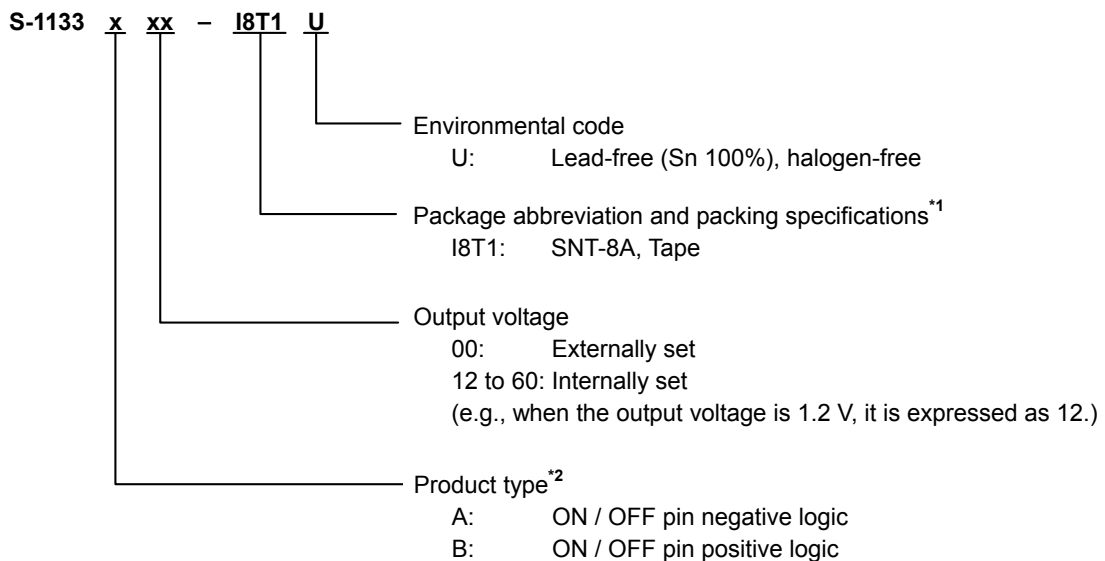 S-1133 x xx – I8T1 U
Environmental code
U: Lead-free (Sn 100%), halogen-free
Package abbreviation and packing specifications*1
I8T1: SNT-8A, Tape
Output voltage
00: Externally set
12 to 60: Internally set
(e.g., when the output voltage is 1.2 V, it is expressed as 12.)
Product type*2
A: ON / OFF pin negative logic
B: ON / OFF pin positive logic